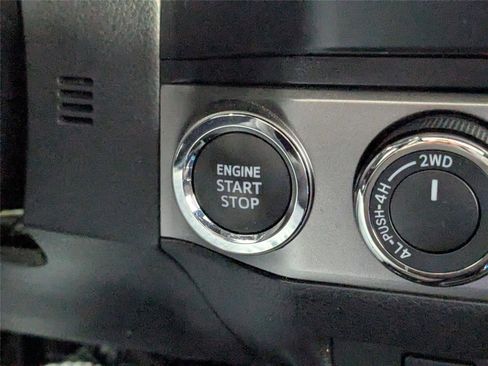 ENGINE
START
STOP
2WD
4L-PUSH-4H